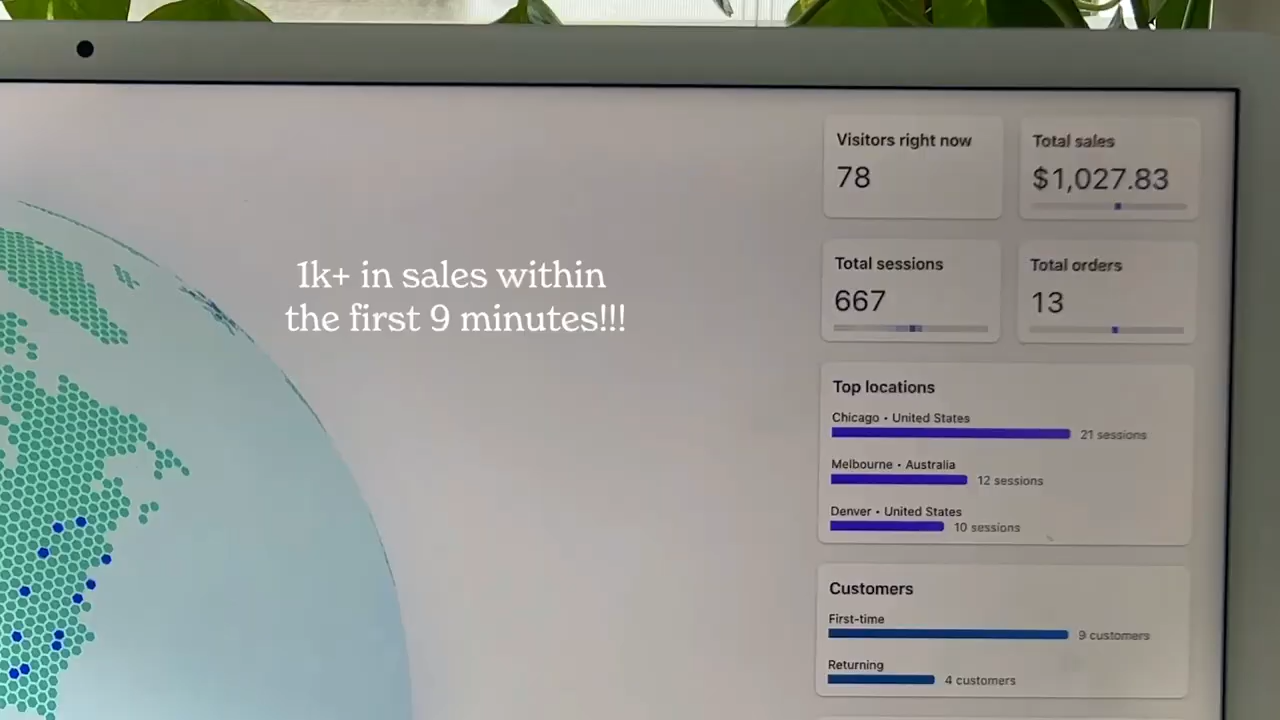 Visitors right now
78
Total sales
$1,027.83
1k+ in sales within
the first 9 minutes!!!
Total sessions
667
Total orders
13
Top locations
Chicago • United States
21 sessions
Melbourne • Australia
12 sessions
Denver • United States
10 sessions
Customers
First-time
9 customers
Returning
4 customers